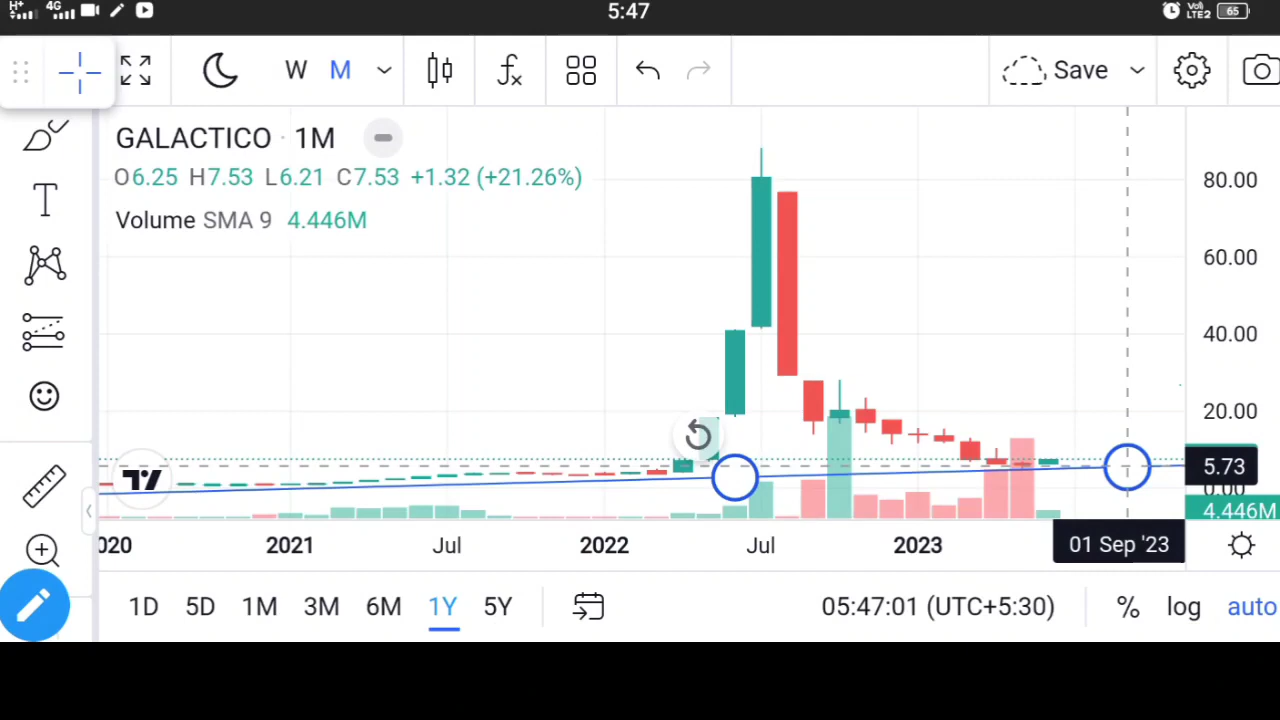 H+ 4G 5:47 Vo) LTE2 65
W M Save
GALACTICO · 1M
O6.25 H7.53 L6.21 C7.53 +1.32 (+21.26%)
Volume SMA 9 4.446M
80.00
60.00
40.00
20.00
5.73
0.00
4.446M
2020 2021 Jul 2022 Jul 2023 01 Sep '23
1D 5D 1M 3M 6M 1Y 5Y 05:47:01 (UTC+5:30) % log auto